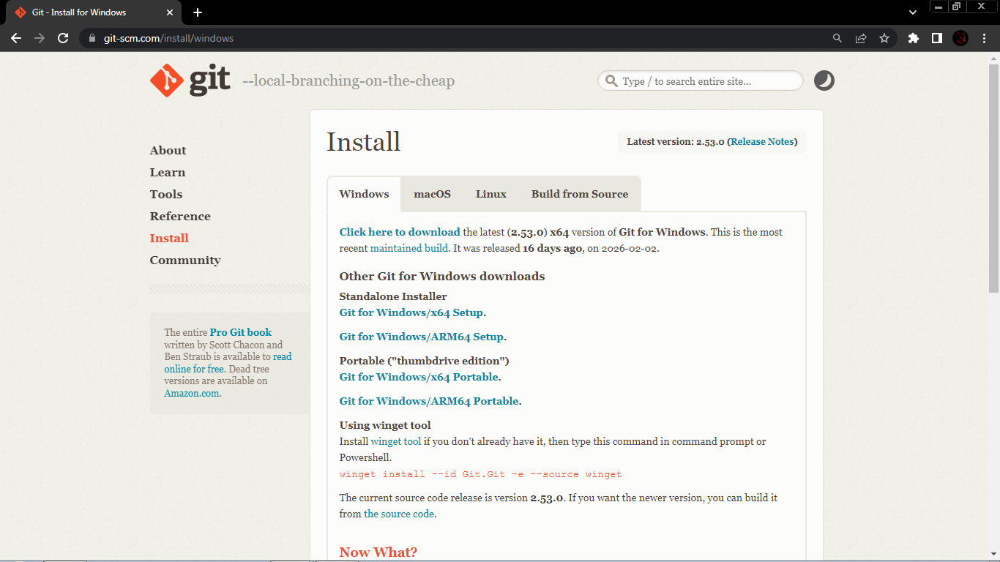 Git - Install for Windows
git-scm.com/install/windows
git --local-branching-on-the-cheap
Type / to search entire site...
About
Learn
Tools
Reference
Install
Community
The entire Pro Git book
written by Scott Chacon and
Ben Straub is available to read
online for free. Dead tree
versions are available on
Amazon.com.
Install
Latest version: 2.53.0 (Release Notes)
Windows macOS Linux Build from Source
Click here to download the latest (2.53.0) x64 version of Git for Windows. This is the most
recent maintained build. It was released 16 days ago, on 2026-02-02.
Other Git for Windows downloads
Standalone Installer
Git for Windows/x64 Setup.
Git for Windows/ARM64 Setup.
Portable ("thumbdrive edition")
Git for Windows/x64 Portable.
Git for Windows/ARM64 Portable.
Using winget tool
Install winget tool if you don't already have it, then type this command in command prompt or
Powershell.
winget install --id Git.Git -e --source winget
The current source code release is version 2.53.0. If you want the newer version, you can build it
from the source code.
Now What?